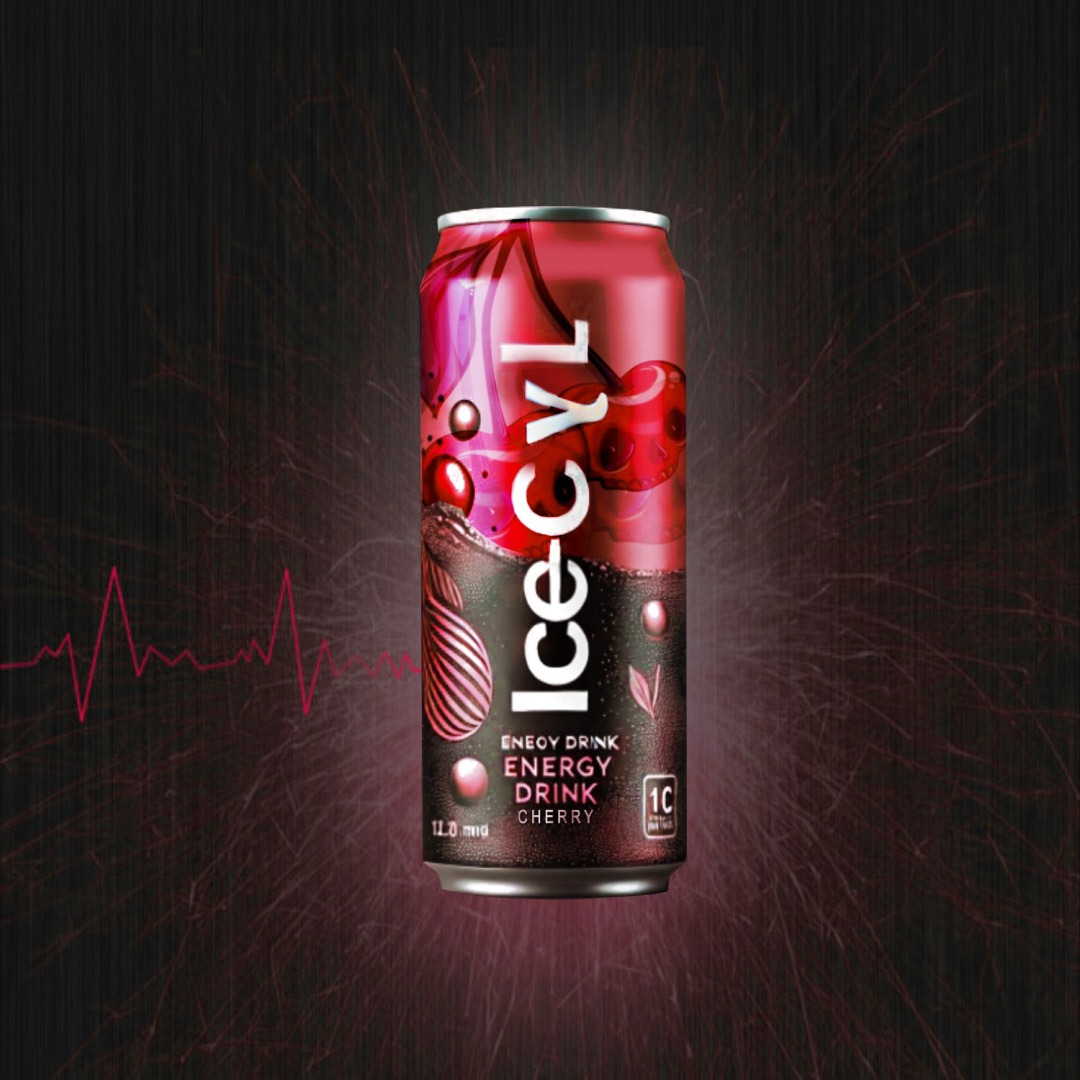 Ice-CyL
ENEOY DRINK
ENERGY
DRINK
CHERRY
1C